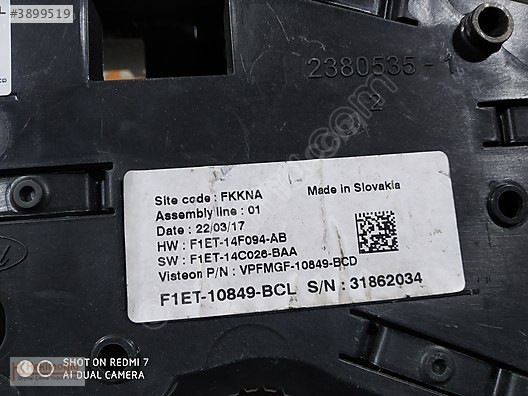 #3899519
2380535-1
2
Site code : FKKNA
Made in Slovakia
Assembly line : 01
Date : 22/03/17
HW : F1ET-14F094-AB
SW : F1ET-14C026-BAA
Visteon P/N : VPFMGF-10849-BCD
F1ET-10849-BCL S/N : 31862034
SHOT ON REDMI 7
AI DUAL CAMERA